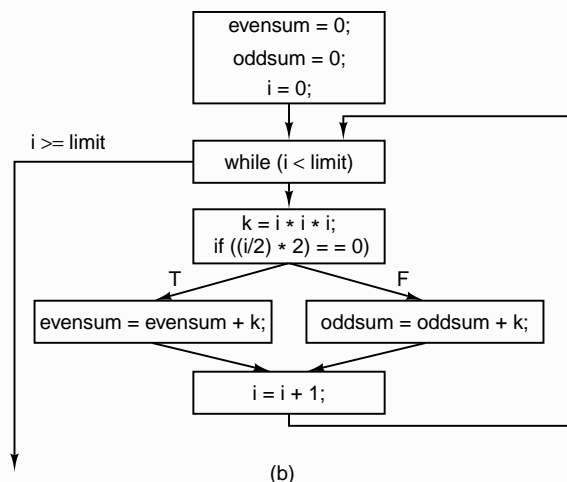 evensum = 0;
oddsum = 0;
i = 0;
i >= limit
while (i < limit)
k = i * i * i;
if ((i/2) * 2) = = 0)
T
F
evensum = evensum + k;
oddsum = oddsum + k;
i = i + 1;
(b)